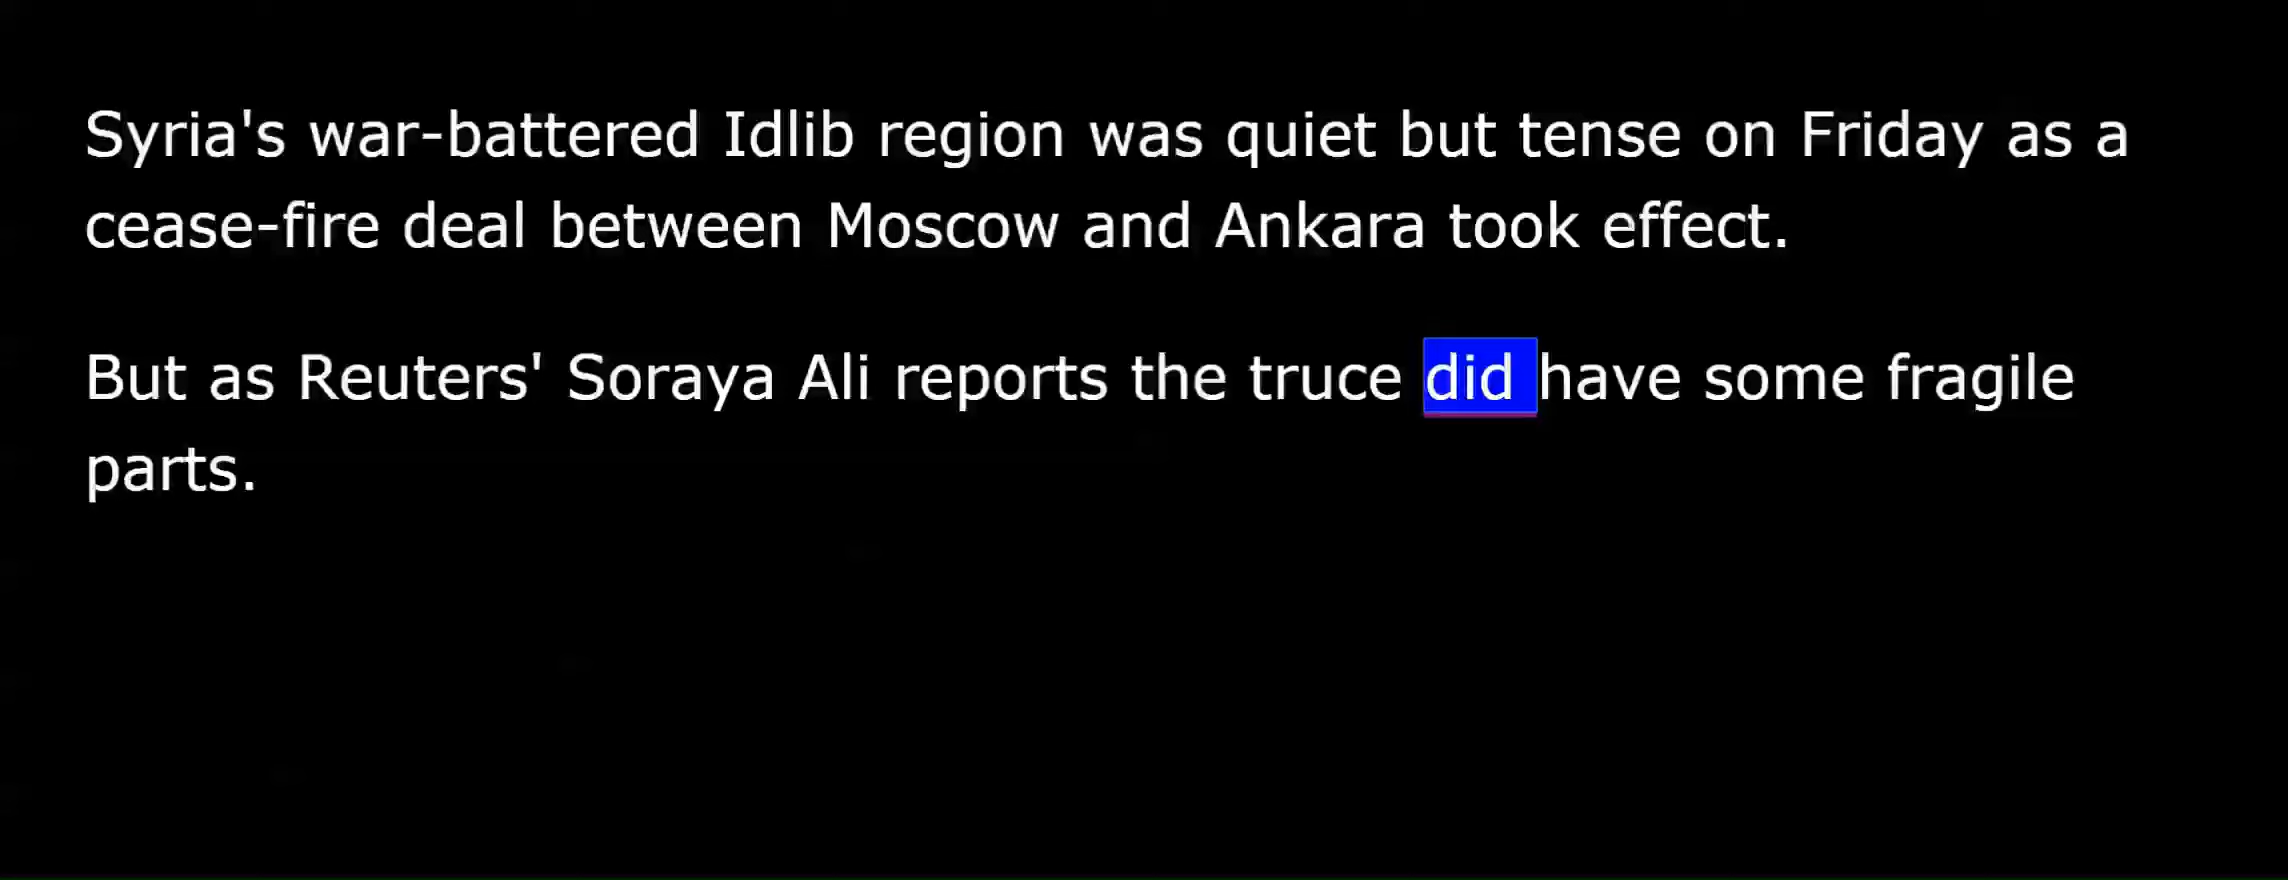 Syria's war-battered Idlib region was quiet but tense on Friday as a
cease-fire deal between Moscow and Ankara took effect.
But as Reuters' Soraya Ali reports the truce did have some fragile
parts.